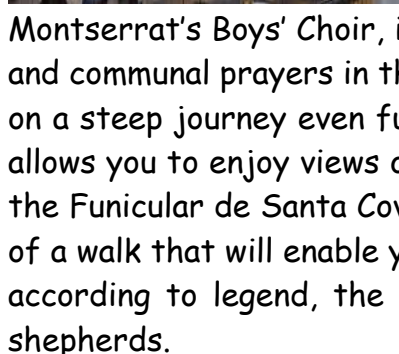 Montserrat's Boys' Choir,
and communal prayers in
on a steep journey even
allows you to enjoy views
the Funicular de Santa
of a walk that will enable
according to legend, the
shepherds.